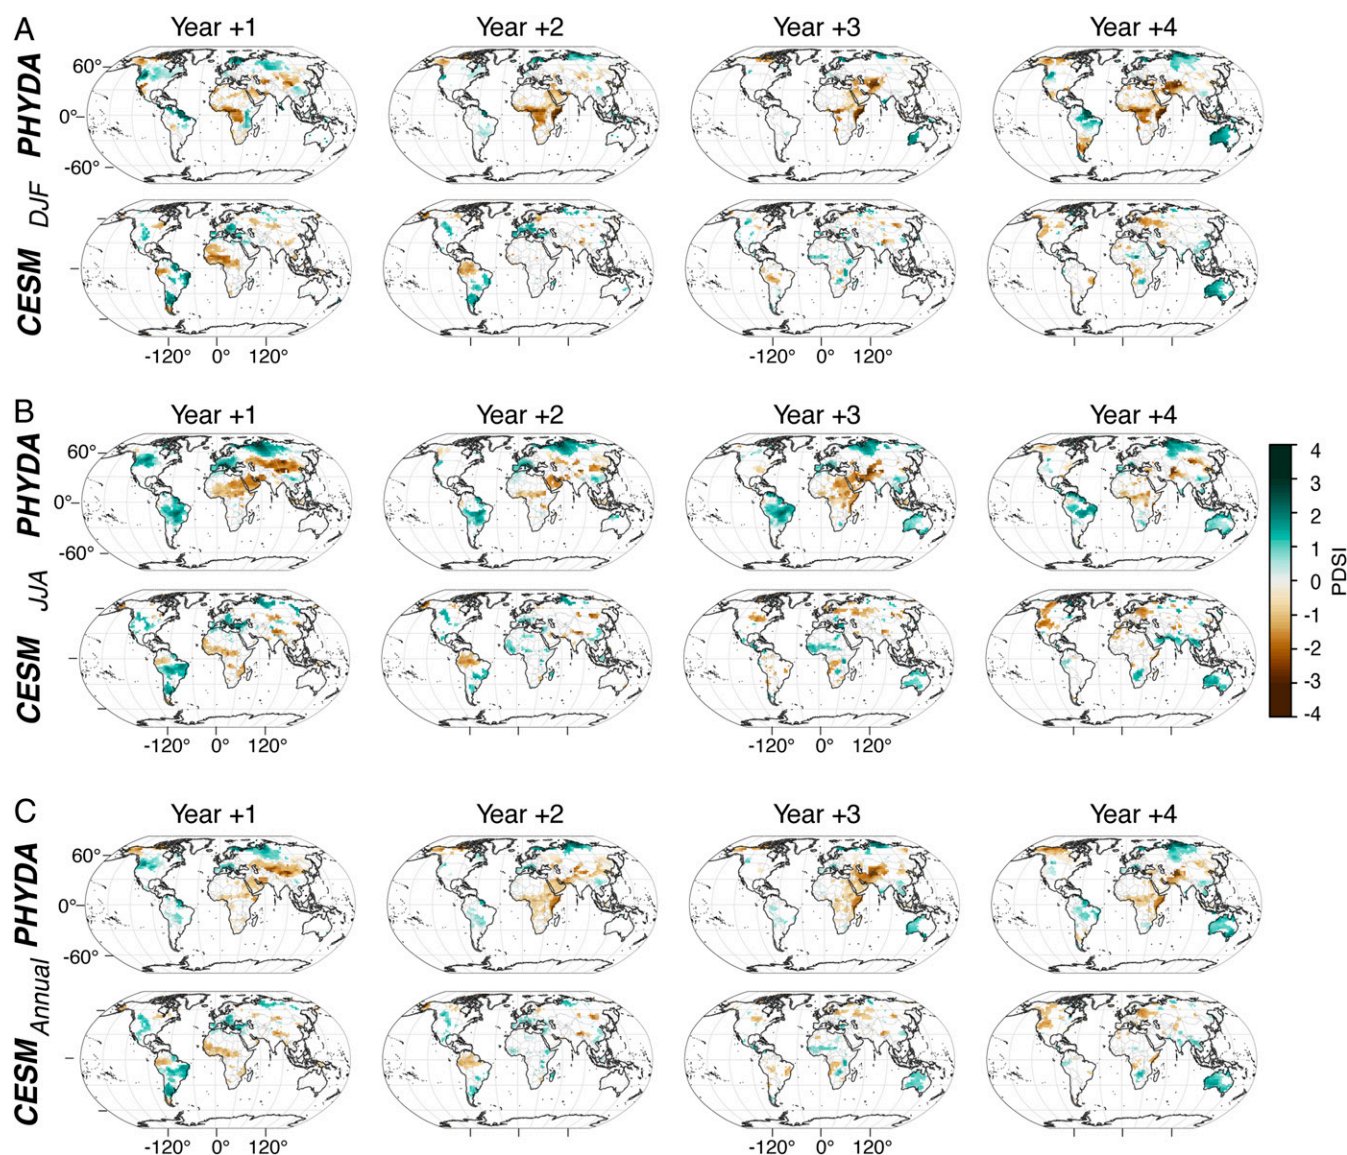 A
Year +1 Year +2 Year +3 Year +4
PHYDA
60°
0°
-60°
DJF
CESM
-120° 0° 120° -120° 0° 120°
B
Year +1 Year +2 Year +3 Year +4
PHYDA
60°
0°
-60°
JJA
CESM
-120° 0° 120° -120° 0° 120°
4
3
2
1
0
-1
-2
-3
-4
PDSI
C
Year +1 Year +2 Year +3 Year +4
PHYDA
60°
0°
-60°
Annual
CESM
-120° 0° 120° -120° 0° 120°